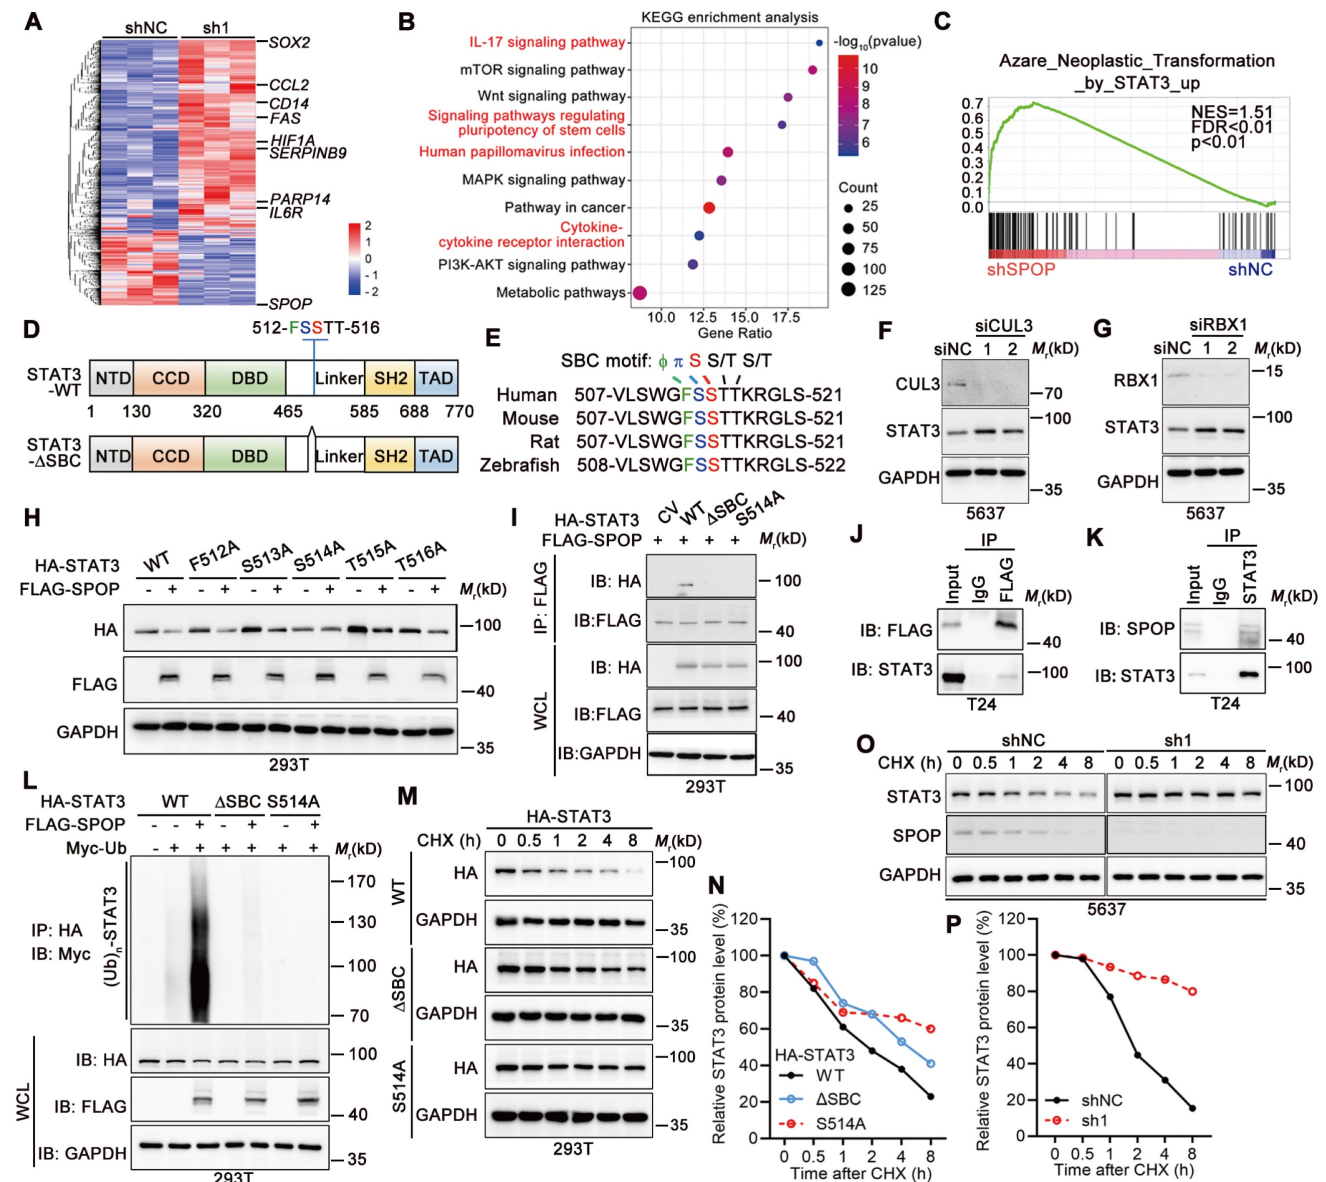 A
shNC sh1
SOX2
CCL2
CD14
FAS
HIF1A
SERPINB9
PARP14
IL6R
SPOP
2
1
0
- 1
- 2
B
KEGG enrichment analysis
IL-17 signaling pathway
mTOR signaling pathway
Wnt signaling pathway
Signaling pathways regulating
pluripotency of stem cells
Human papillomavirus infection
MAPK signaling pathway
Pathway in cancer
Cytokine-
cytokine receptor interaction
PI3K-AKT signaling pathway
Metabolic pathways
10.0 12.5 15.0 17.5
Gene Ratio
-log10(pvalue)
10
9
8
7
6
Count
25
50
75
100
125
C
Azare_Neoplastic_Transformation
_by_STAT3_up
NES=1.51
FDR<0.01
p<0.01
0.7
0.6
0.5
0.4
0.3
0.2
0.1
0.0
shSPOP shNC
D
512-FSSTT-516
STAT3
-WT
NTD CCD DBD Linker SH2 TAD
1 130 320 465 585 688 770
STAT3
-ΔSBC
NTD CCD DBD Linker SH2 TAD
E
SBC motif: ϕ π S S/T S/T
Human 507-VLSWGFSSTTKRGLS-521
Mouse 507-VLSWGFSSTTKRGLS-521
Rat 507-VLSWGFSSTTKRGLS-521
Zebrafish 508-VLSWGFSSTTKRGLS-522
F
siCUL3
siNC 1 2 Mr(kD)
CUL3
70
STAT3
100
GAPDH
35
5637
G
siRBX1
siNC 1 2 Mr(kD)
RBX1
15
STAT3
100
GAPDH
35
5637
H
HA-STAT3 WT F512A S513A S514A T515A T516A
FLAG-SPOP - + - + - + - + - + - + Mr(kD)
HA
100
FLAG
40
GAPDH
35
293T
I
HA-STAT3 CV WT ΔSBC S514A
FLAG-SPOP + + + + Mr(kD)
IP: FLAG
IB: HA
100
IB:FLAG
40
WCL
IB: HA
100
IB:FLAG
40
IB:GAPDH
35
293T
J
IP
Input IgG FLAG Mr(kD)
IB: FLAG
40
IB: STAT3
100
T24
K
IP
Input IgG STAT3 Mr(kD)
IB: SPOP
40
IB: STAT3
100
T24
L
HA-STAT3 WT ΔSBC S514A
FLAG-SPOP - - + - + - +
Myc-Ub - + + + + + + Mr(kD)
IP: HA
IB: Myc
(Ub)n-STAT3
170
130
100
70
WCL
IB: HA
100
IB: FLAG
40
IB: GAPDH
35
293T
M
HA-STAT3
CHX (h) 0 0.5 1 2 4 8 Mr(kD)
WT
HA
100
GAPDH
35
ΔSBC
HA
100
GAPDH
35
S514A
HA
100
GAPDH
35
293T
N
Relative STAT3 protein level (%)
120
100
80
60
40
20
0
HA-STAT3
WT
ΔSBC
S514A
0 0.5 1 2 4 8
Time after CHX (h)
O
shNC sh1
CHX (h) 0 0.5 1 2 4 8 0 0.5 1 2 4 8 Mr(kD)
STAT3
100
SPOP
40
GAPDH
35
5637
P
Relative STAT3 protein level (%)
120
100
80
60
40
20
0
shNC
sh1
0 0.5 1 2 4 8
Time after CHX (h)